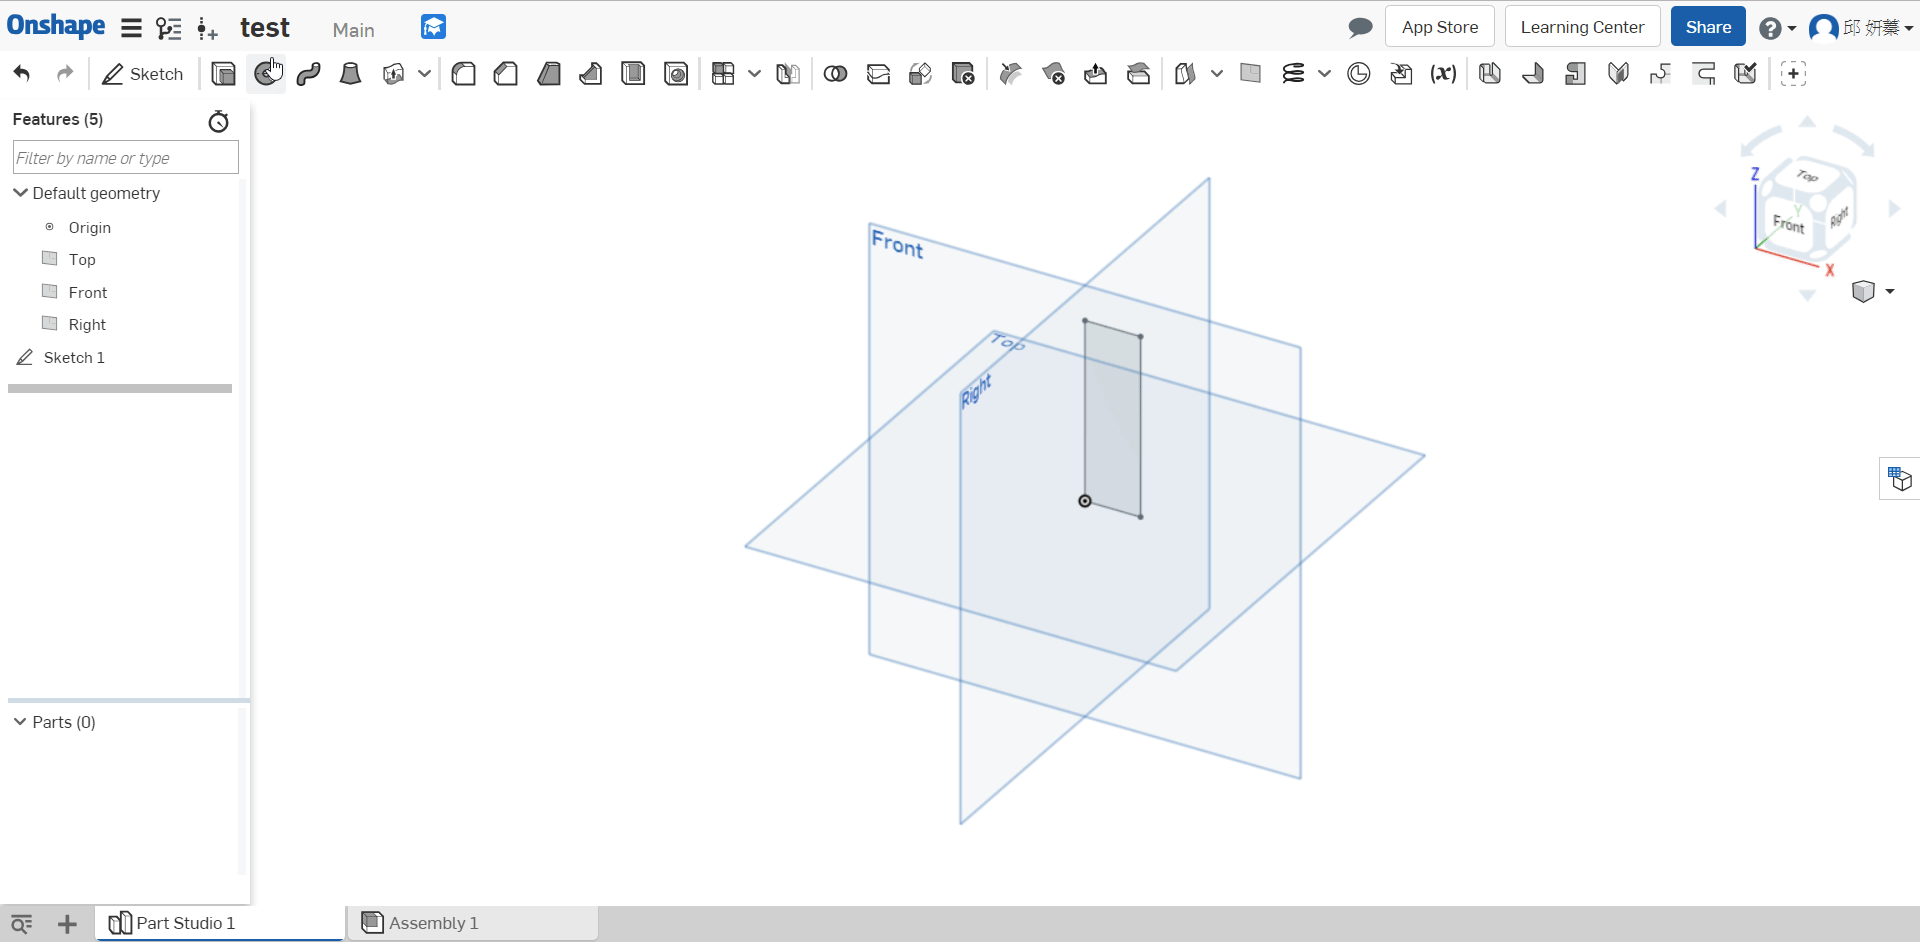 Onshape test Main App Store Learning Center Share 邱 妍蓁
Sketch (x)
Features (5)
Filter by name or type
Default geometry
Origin
Top
Front
Right
Sketch 1
Parts (0)
Front
Top
Right
Z
Top
Y
Front
Right
X
Part Studio 1 Assembly 1